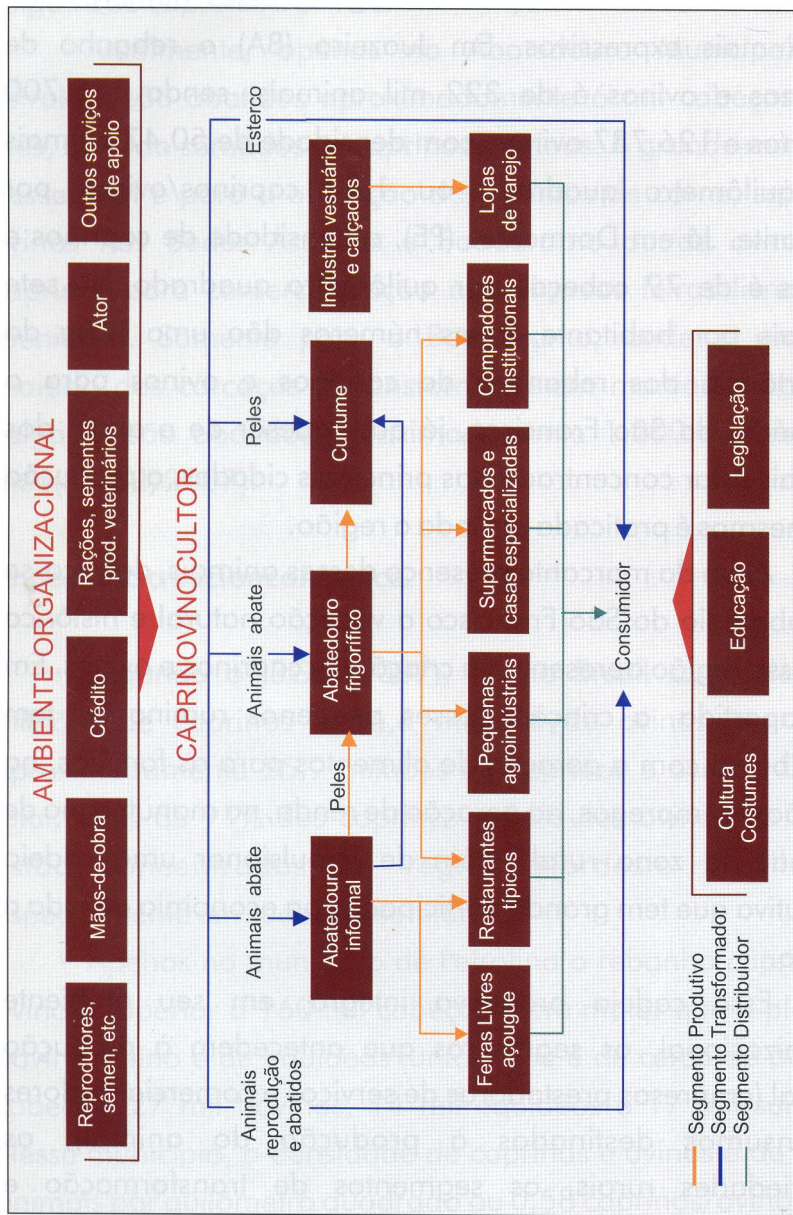 AMBIENTE ORGANIZACIONAL
Reprodutores,
sêmen, etc
Mãos-de-obra
Crédito
Rações, sementes
prod. veterinários
Ator
Outros serviços
de apoio
CAPRINOVINOCULTOR
Animais
reprodução
e abatidos
Animais abate
Animais abate
Peles
Esterco
Abatedouro
informal
Peles
Abatedouro
frigorífico
Curtume
Indústria vestuário
e calçados
Feiras Livres
açougue
Restaurantes
típicos
Pequenas
agroindústrias
Supermercados e
casas especializadas
Compradores
institucionais
Lojas
de varejo
Consumidor
Cultura
Costumes
Educação
Legislação
Segmento Produtivo
Segmento Transformador
Segmento Distribuidor